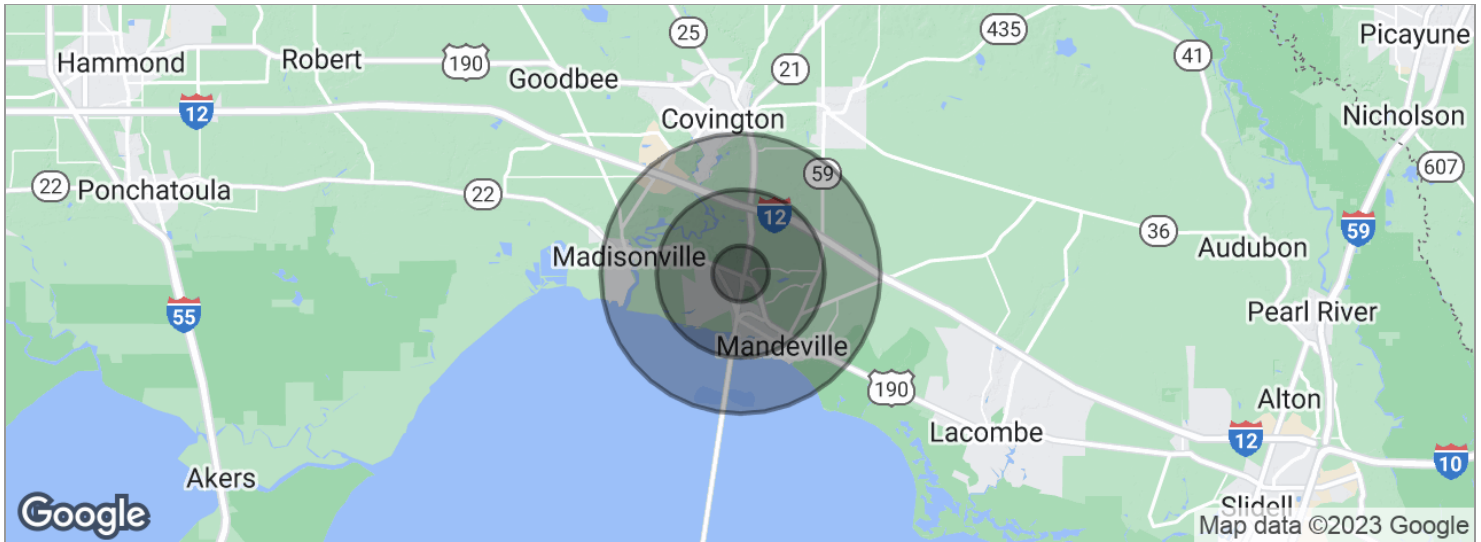 25
435
Picayune
Hammond
Robert
190
Goodbee
21
41
12
Covington
Nicholson
22
Ponchatoula
22
59
607
12
36
59
Audubon
Madisonville
55
Pearl River
Mandeville
190
Alton
Lacombe
12
10
Akers
Slidell
Google
Map data ©2023 Google